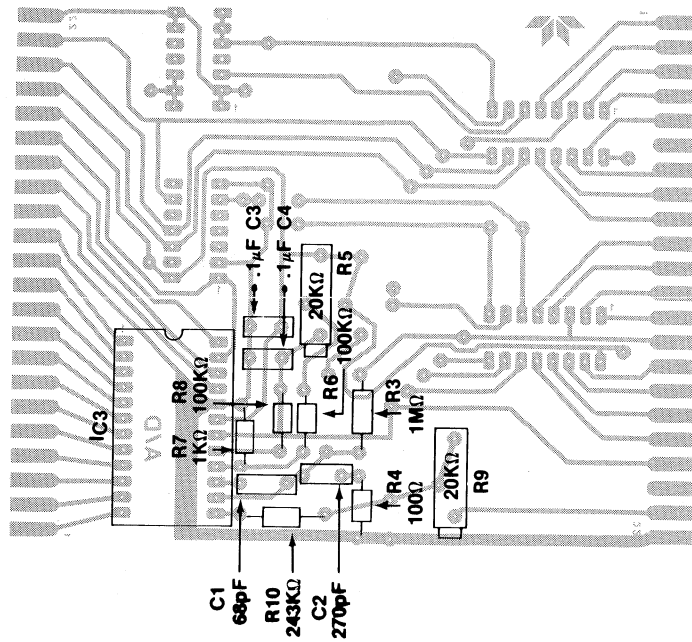 .1μF C3
.1μF C4
R5
20KΩ
100KΩ
R6
R8
100KΩ
R7
1KΩ
R3
1MΩ
IC3
A/D
R4
100Ω
20KΩ
R9
C1
68pF
R10
243KΩ
C2
270pF